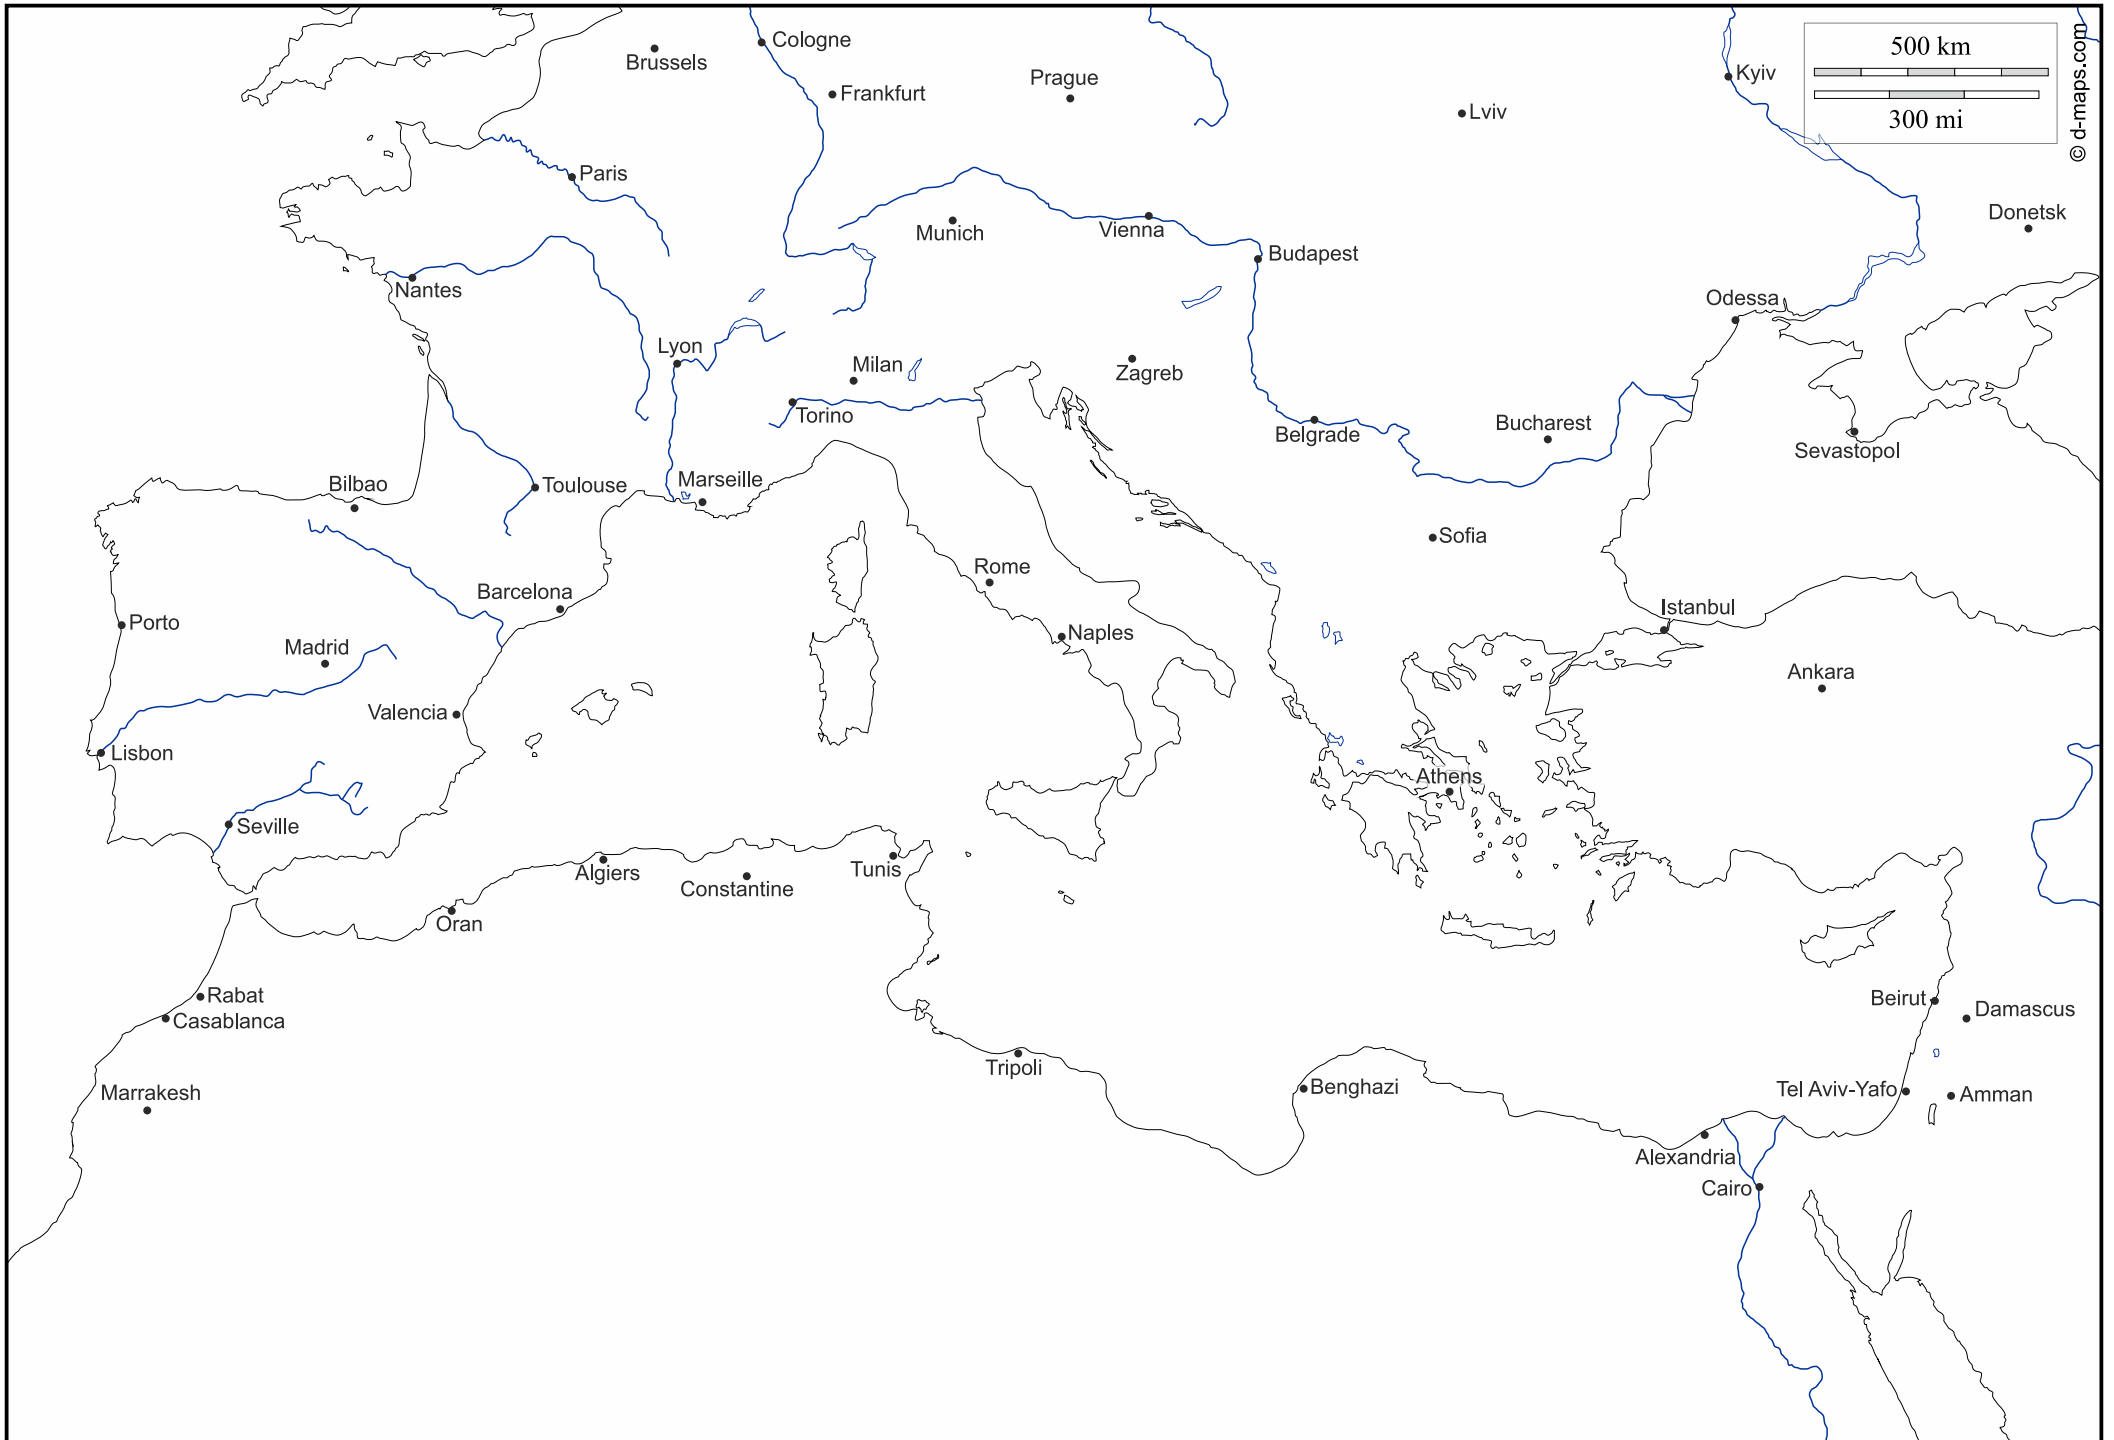 Cologne
Brussels
500 km
Kyiv
Prague
Frankfurt
300 mi
© d-maps.com
Lviv
Paris
Donetsk
Munich
Vienna
Budapest
Nantes
Odessa
Lyon
Milan
Zagreb
Torino
Belgrade
Bucharest
Sevastopol
Bilbao
Toulouse
Marseille
Sofia
Rome
Barcelona
Istanbul
Porto
Naples
Madrid
Ankara
Valencia
Lisbon
Athens
Seville
Algiers
Constantine
Tunis
Oran
Rabat
Beirut
Damascus
Casablanca
Tripoli
Benghazi
Tel Aviv-Yafo
Amman
Marrakesh
Alexandria
Cairo